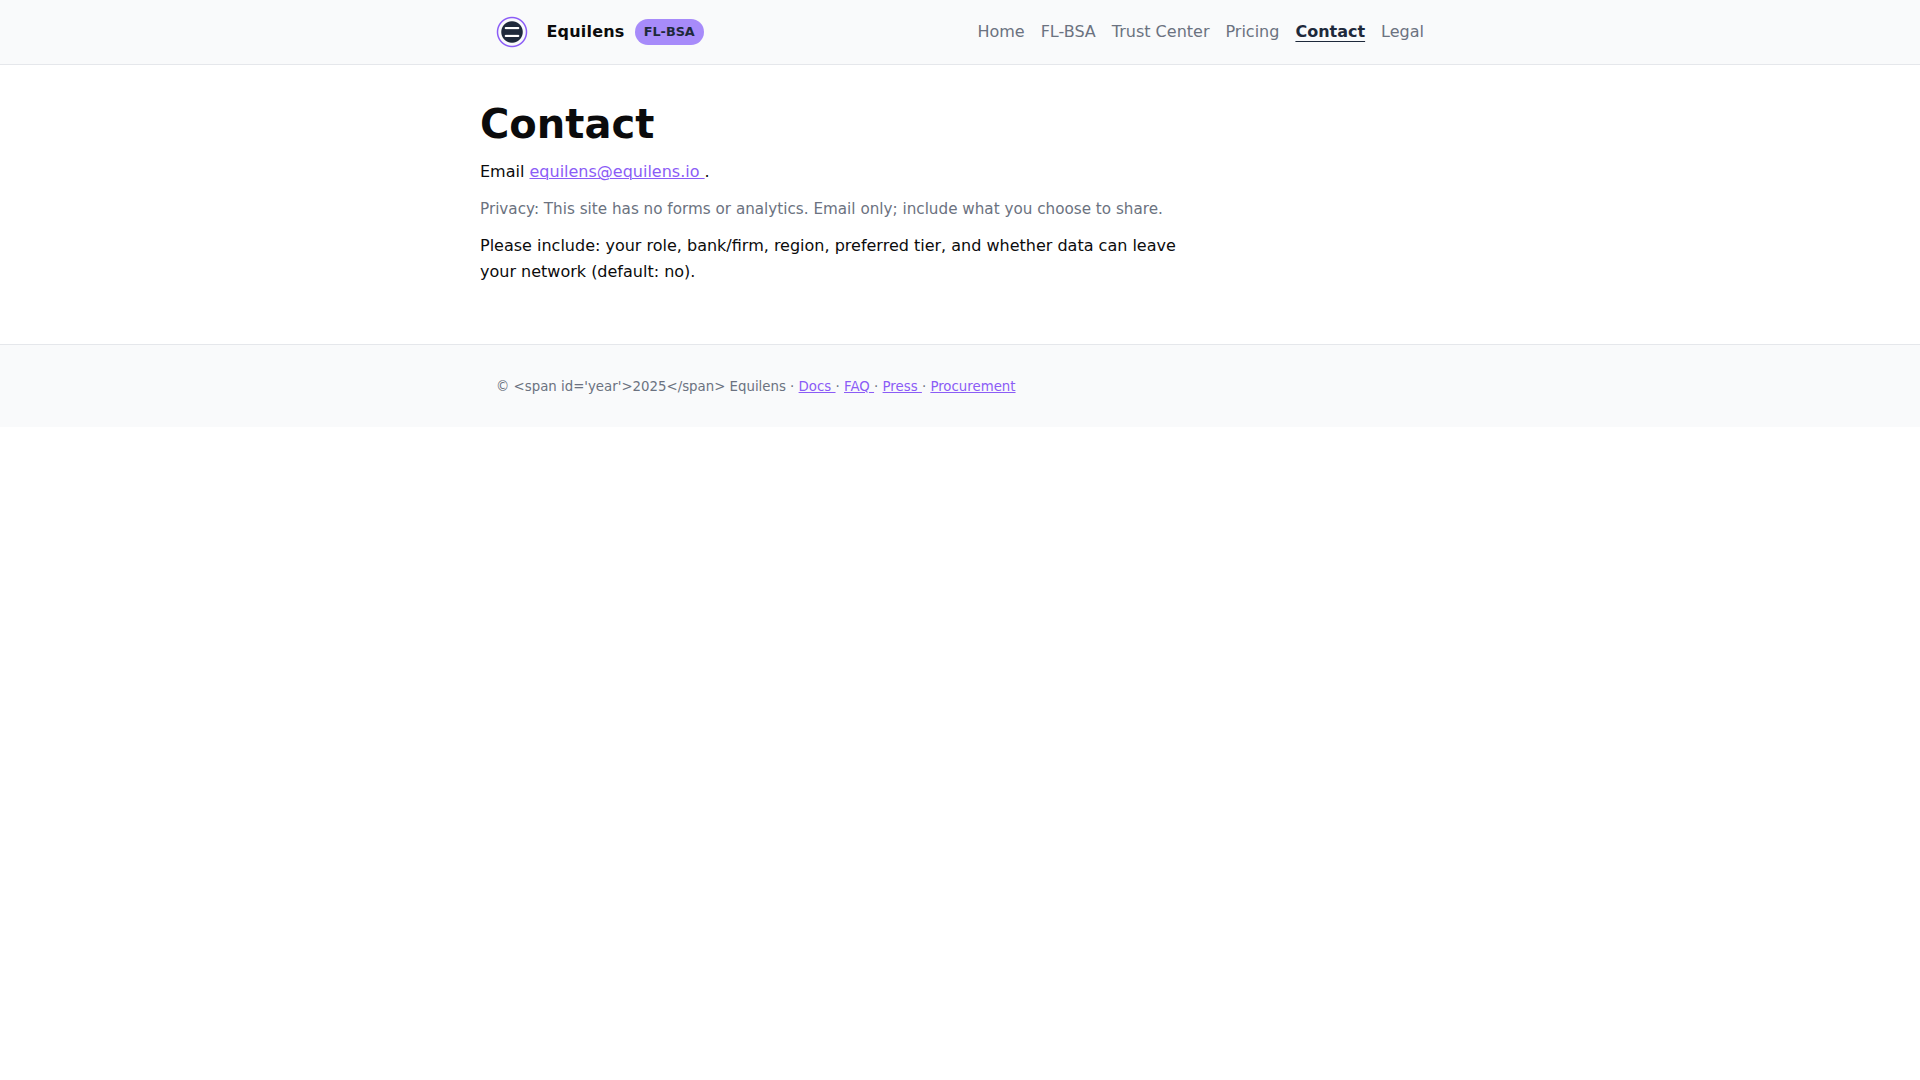 Equilens FL-BSA Home FL-BSA Trust Center Pricing Contact Legal
Contact
Email equilens@equilens.io .
Privacy: This site has no forms or analytics. Email only; include what you choose to share.
Please include: your role, bank/firm, region, preferred tier, and whether data can leave
your network (default: no).
© <span id='year'>2025</span> Equilens · Docs · FAQ · Press · Procurement